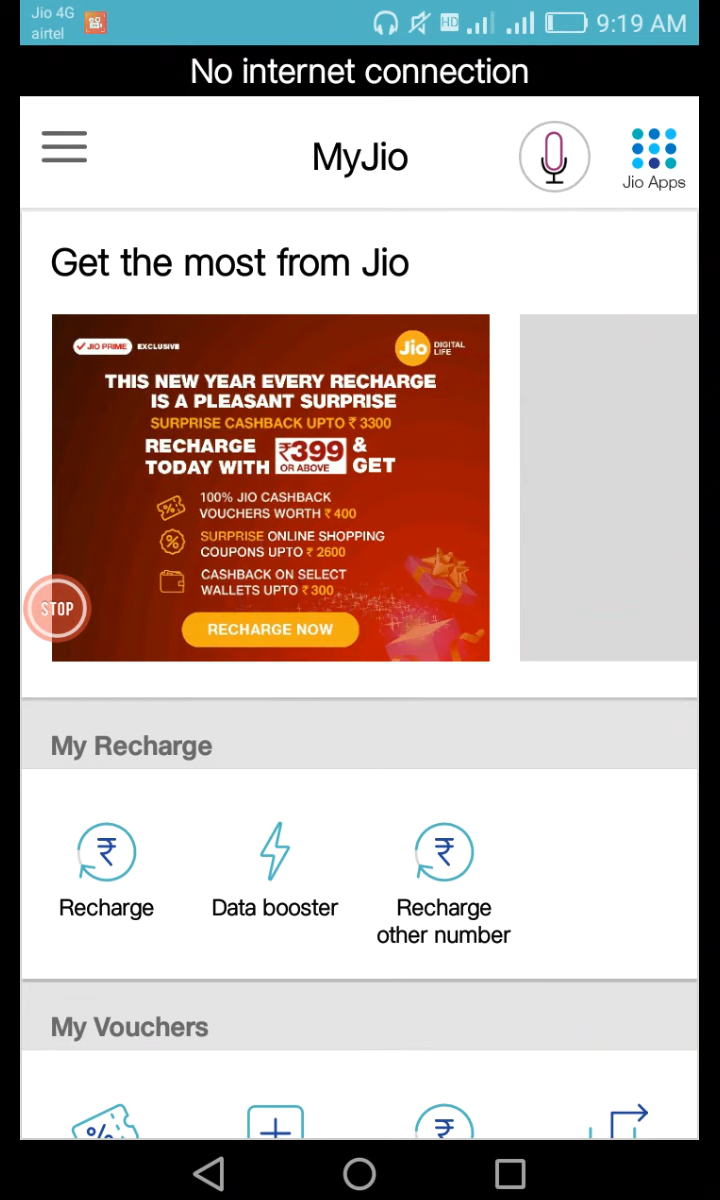 Jio 4G
airtel
HD
9:19 AM
No internet connection
MyJio
Jio Apps
Get the most from Jio
JIO PRIME EXCLUSIVE
Jio DIGITAL
LIFE
THIS NEW YEAR EVERY RECHARGE
IS A PLEASANT SURPRISE
SURPRISE CASHBACK UPTO ₹ 3300
RECHARGE
TODAY WITH
₹399
OR ABOVE
&
GET
100% JIO CASHBACK
VOUCHERS WORTH ₹ 400
SURPRISE ONLINE SHOPPING
COUPONS UPTO ₹ 2600
CASHBACK ON SELECT
WALLETS UPTO ₹ 300
STOP
RECHARGE NOW
My Recharge
Recharge
Data booster
Recharge
other number
My Vouchers